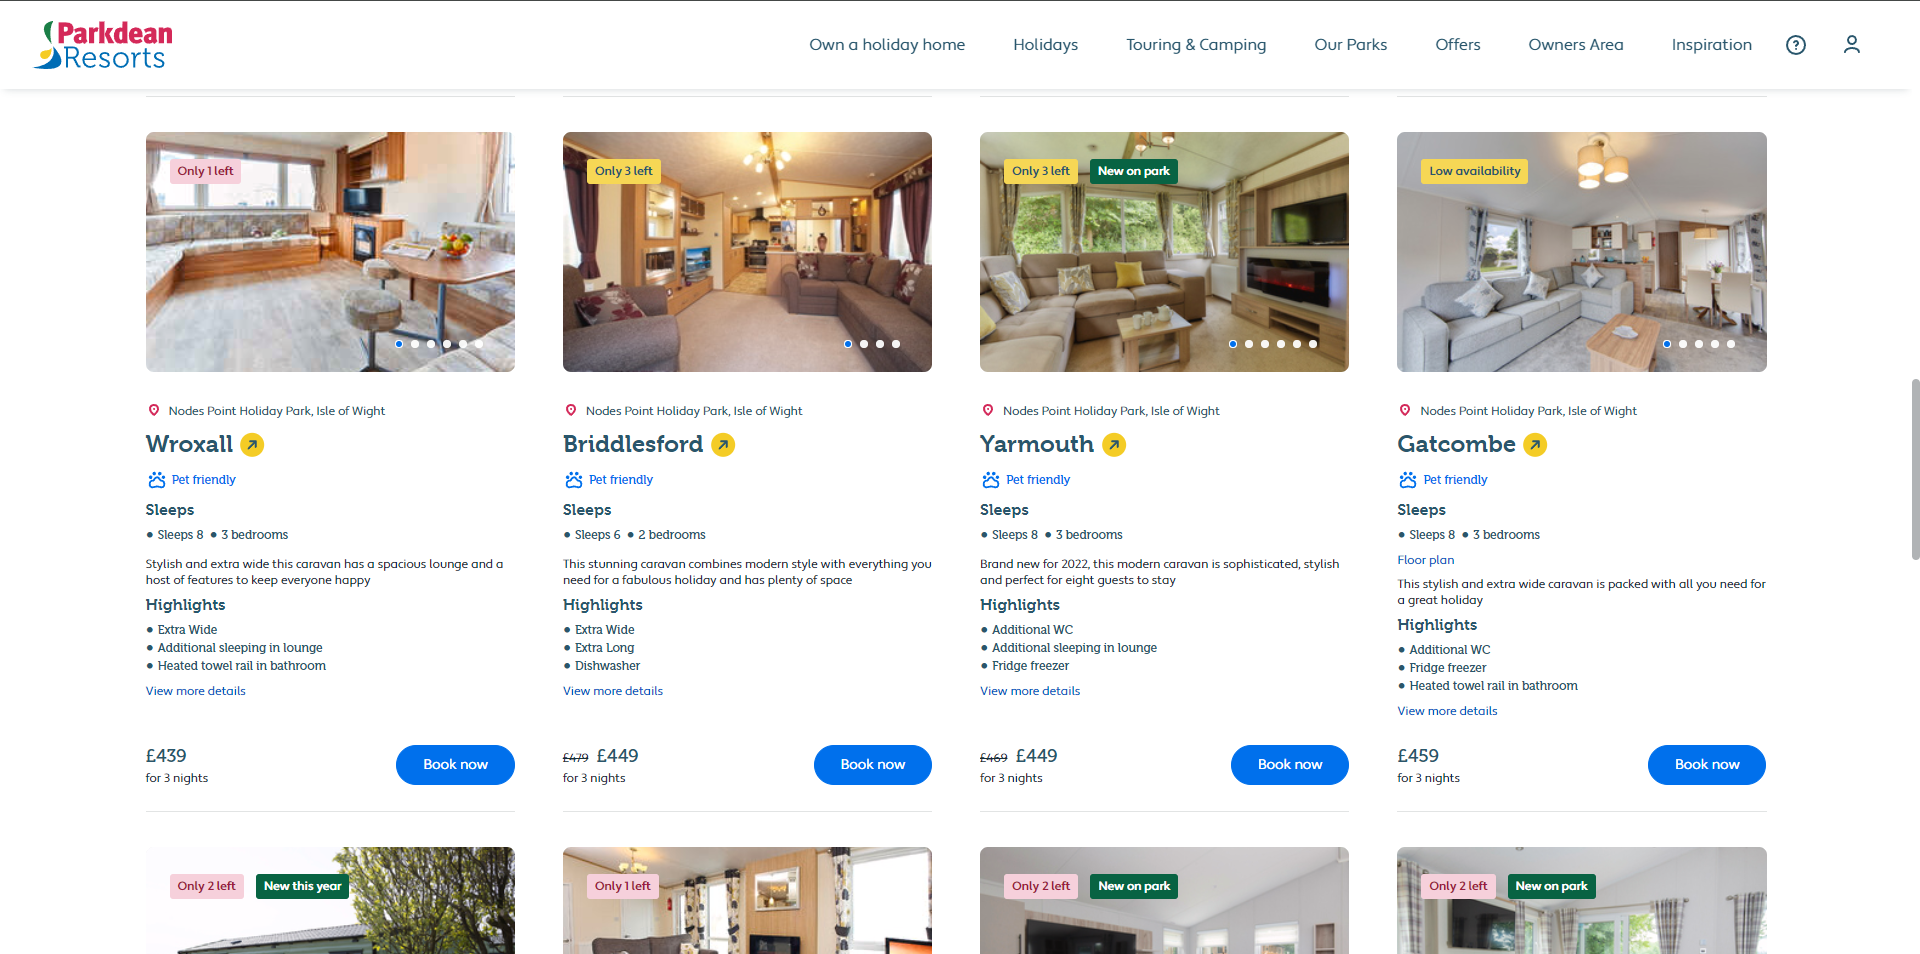 Parkdean
Resorts
Own a holiday home
Holidays
Touring & Camping
Our Parks
Offers
Owners Area
Inspiration
Only 1 left
Only 3 left
Only 3 left
New on park
Low availability
Nodes Point Holiday Park, Isle of Wight
Wroxall
Pet friendly
Sleeps
• Sleeps 8 • 3 bedrooms
Stylish and extra wide this caravan has a spacious lounge and a
host of features to keep everyone happy
Highlights
• Extra Wide
• Additional sleeping in lounge
• Heated towel rail in bathroom
View more details
£439
for 3 nights
Book now
Nodes Point Holiday Park, Isle of Wight
Briddlesford
Pet friendly
Sleeps
• Sleeps 6 • 2 bedrooms
This stunning caravan combines modern style with everything you
need for a fabulous holiday and has plenty of space
Highlights
• Extra Wide
• Extra Long
• Dishwasher
View more details
£479 £449
for 3 nights
Book now
Nodes Point Holiday Park, Isle of Wight
Yarmouth
Pet friendly
Sleeps
• Sleeps 8 • 3 bedrooms
Brand new for 2022, this modern caravan is sophisticated, stylish
and perfect for eight guests to stay
Highlights
• Additional WC
• Additional sleeping in lounge
• Fridge freezer
View more details
£469 £449
for 3 nights
Book now
Nodes Point Holiday Park, Isle of Wight
Gatcombe
Pet friendly
Sleeps
• Sleeps 8 • 3 bedrooms
Floor plan
This stylish and extra wide caravan is packed with all you need for
a great holiday
Highlights
• Additional WC
• Fridge freezer
• Heated towel rail in bathroom
View more details
£459
for 3 nights
Book now
Only 2 left
New this year
Only 1 left
Only 2 left
New on park
Only 2 left
New on park